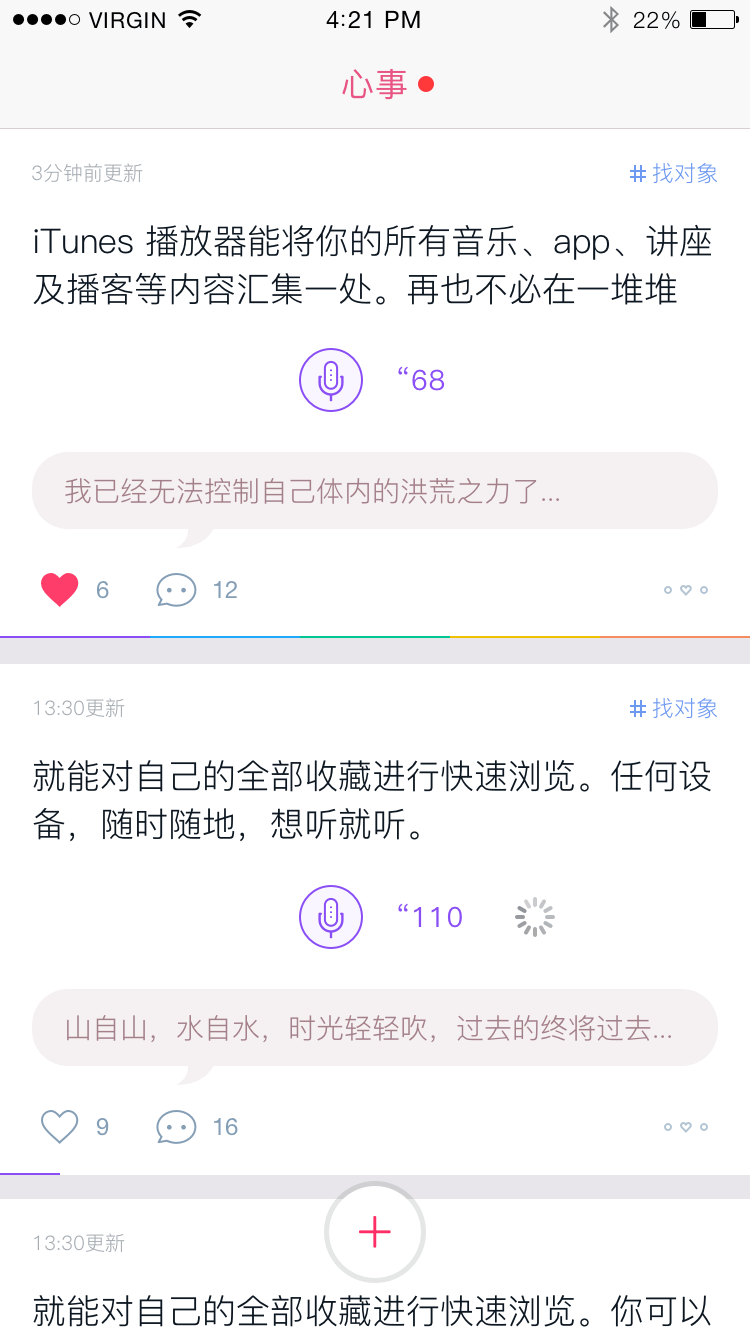 VIRGIN 4:21 PM 22%
心事
3分钟前更新 #找对象
iTunes 播放器能将你的所有音乐、app、讲座
及播客等内容汇集一处。再也不必在一堆堆
“68
我已经无法控制自己体内的洪荒之力了...
6 12
13:30更新 #找对象
就能对自己的全部收藏进行快速浏览。任何设
备，随时随地，想听就听。
“110
山自山，水自水，时光轻轻吹，过去的终将过去...
9 16
13:30更新
就能对自己的全部收藏进行快速浏览。你可以